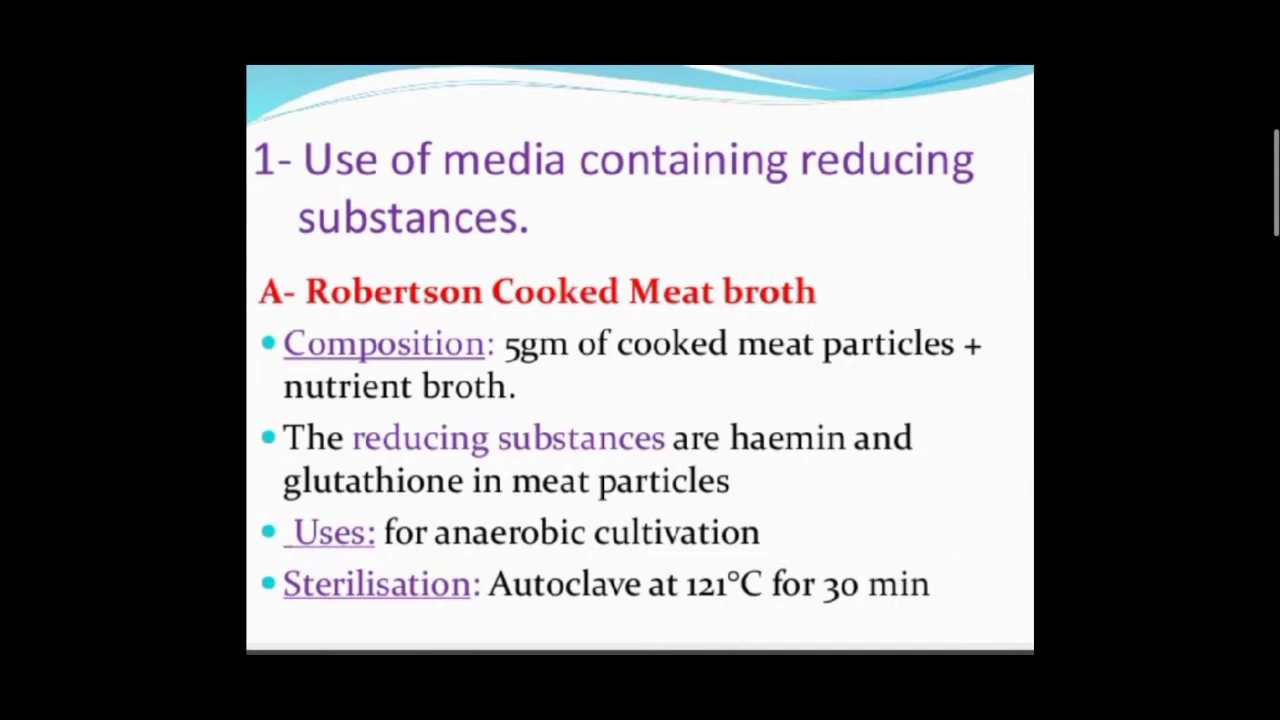 1- Use of media containing reducing
substances.
A- Robertson Cooked Meat broth
• Composition: 5gm of cooked meat particles +
nutrient broth.
• The reducing substances are haemin and
glutathione in meat particles
• Uses: for anaerobic cultivation
• Sterilisation: Autoclave at 121°C for 30 min